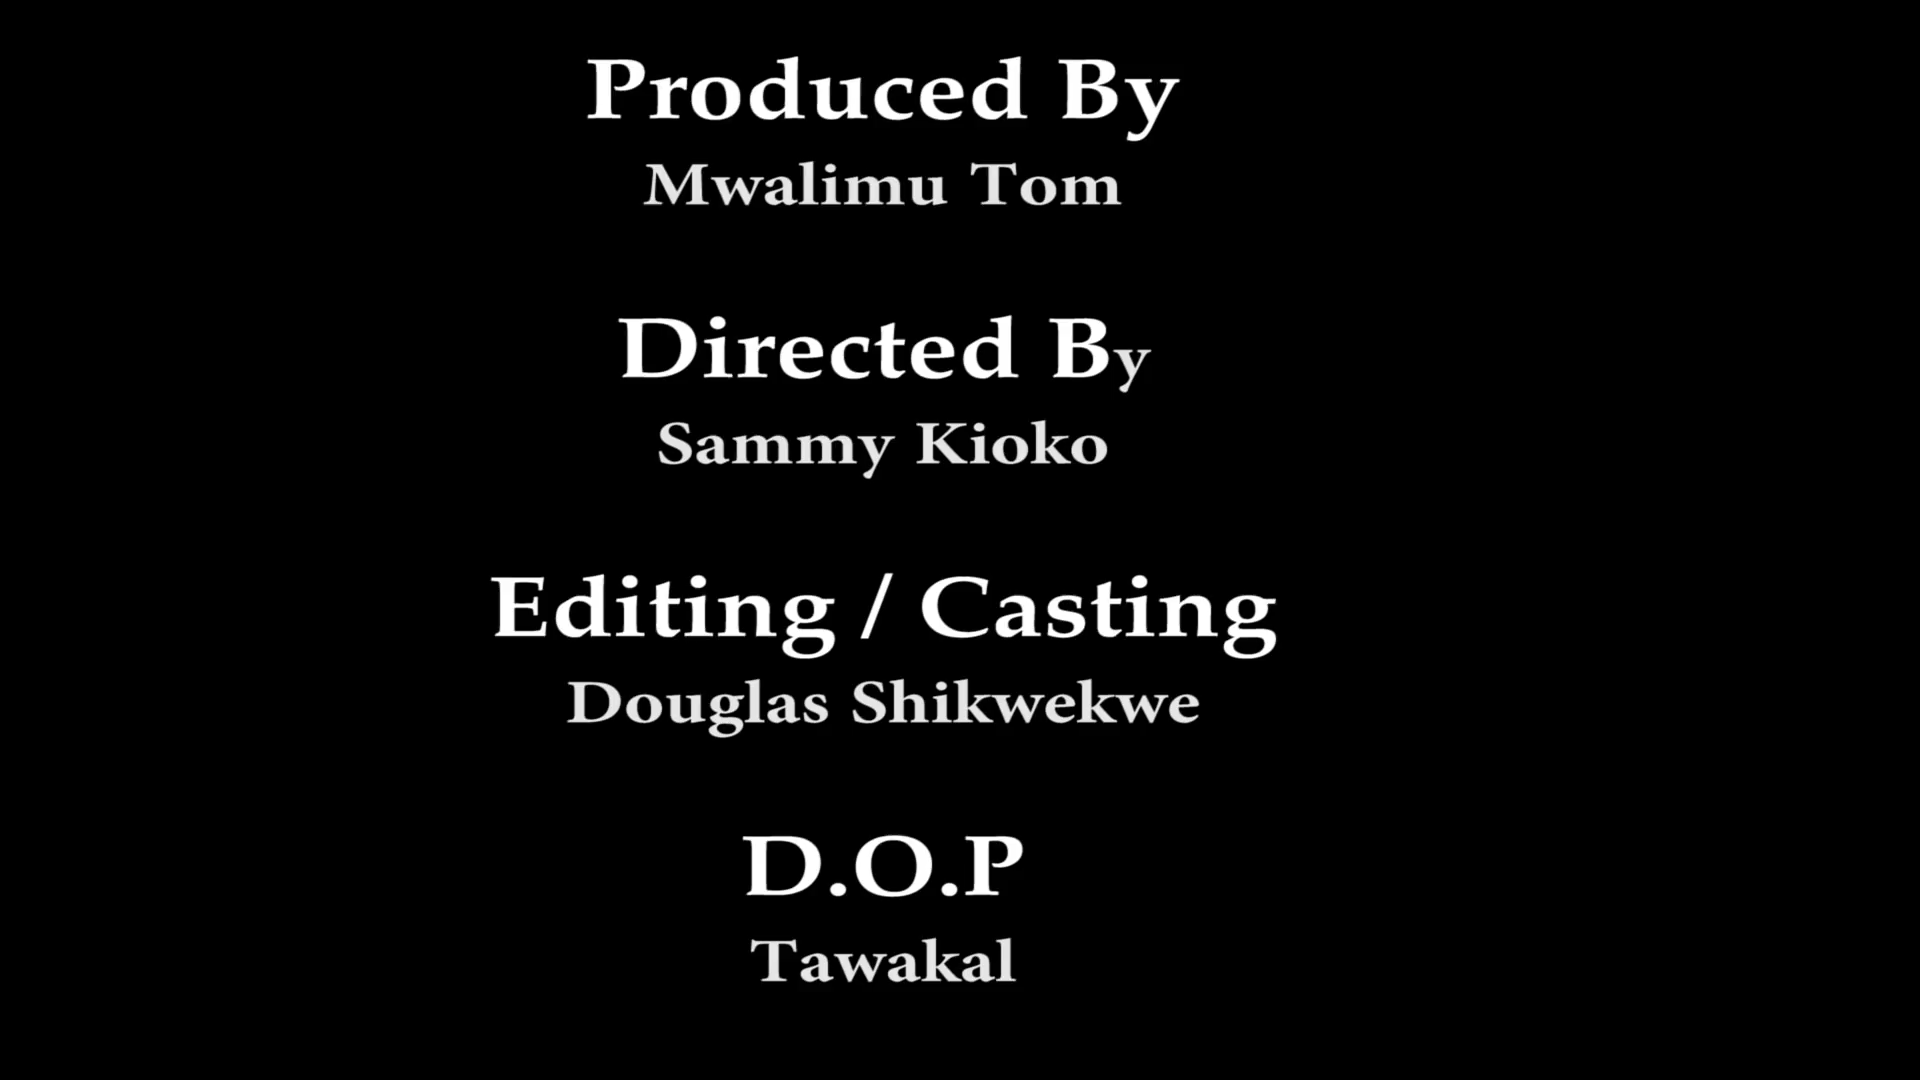 Produced By
Mwalimu Tom
Directed By
Sammy Kioko
Editing / Casting
Douglas Shikwekwe
D.O.P
Tawakal